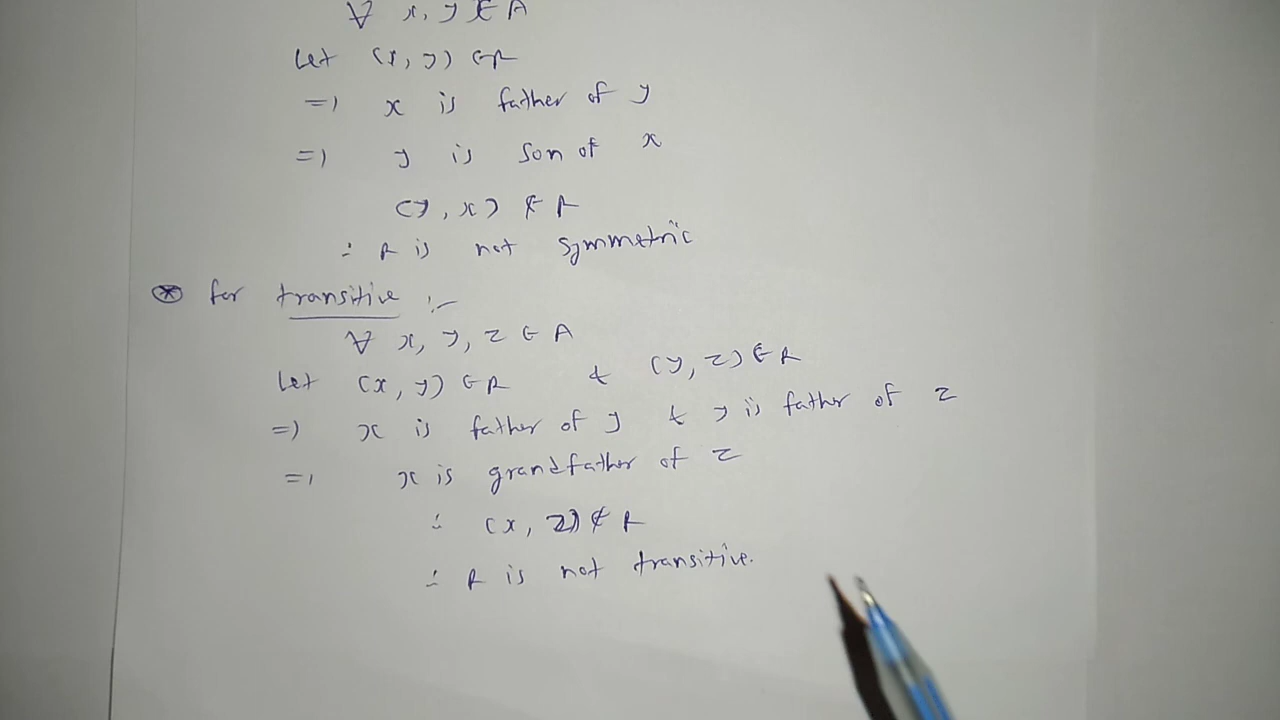 ∀ x, y ∈ A
Let (x, y) ∈ R
=> x is father of y
=> y is son of x
(y, x) ∉ R
∴ R is not symmetric
⊛ for transitive :-
∀ x, y, z ∈ A
Let (x, y) ∈ R & (y, z) ∈ R
=> x is father of y & y is father of z
=> x is grandfather of z
∴ (x, z) ∉ R
∴ R is not transitive.